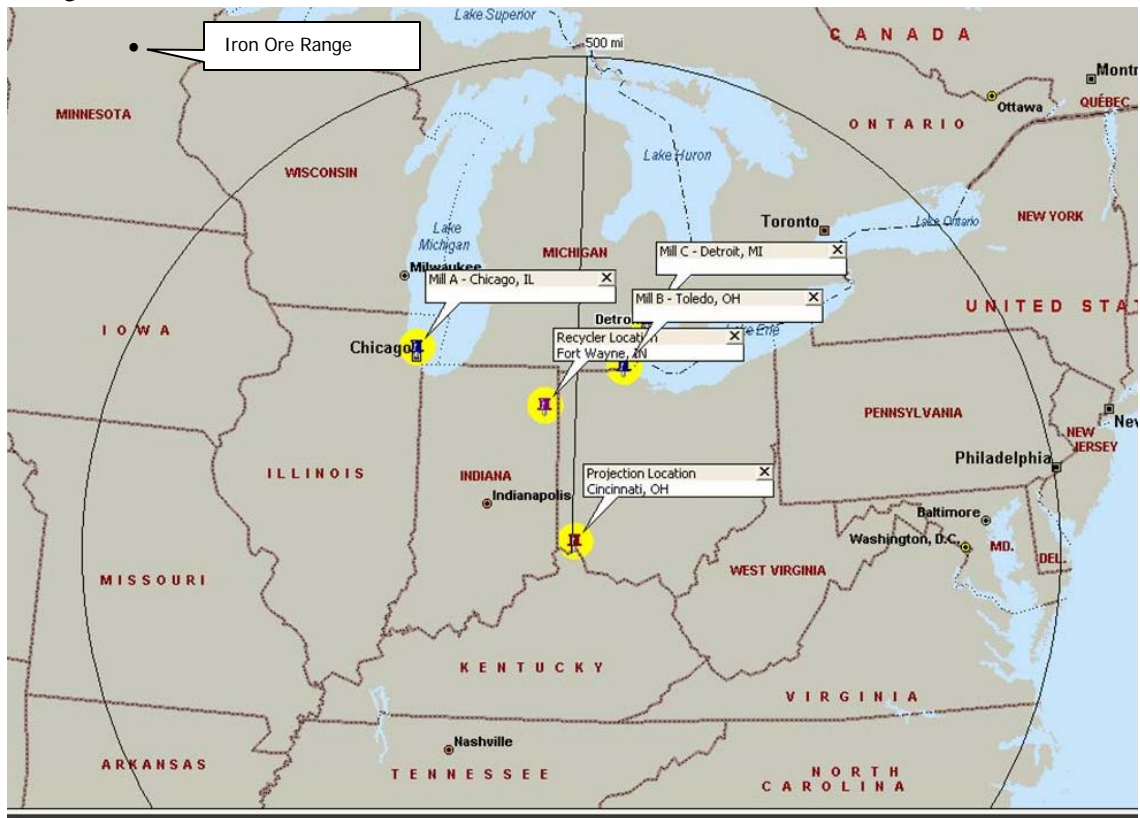 Lake Superior
Iron Ore Range
500 mi
CANADA
Montr
Ottawa
QUÉBEC
MINNESOTA
ONTARIO
Lake Huron
WISCONSIN
Lake Ontario
NEW YORK
Toronto
Lake
Michigan
MICHIGAN
Mill C - Detroit, MI
Milwaukee
Mill A - Chicago, IL
Mill B - Toledo, OH
UNITED STAT
IOWA
Detro
Lake Erie
Chicago
Recycler Location
Fort Wayne, IN
PENNSYLVANIA
New
NEW
JERSEY
Philadelphia
ILLINOIS
INDIANA
Projection Location
Cincinnati, OH
Indianapolis
Baltimore
Washington, D.C.
MD.
DEL.
WEST VIRGINIA
MISSOURI
KENTUCKY
VIRGINIA
Nashville
ARKANSAS
TENNESSEE
NORTH
CAROLINA